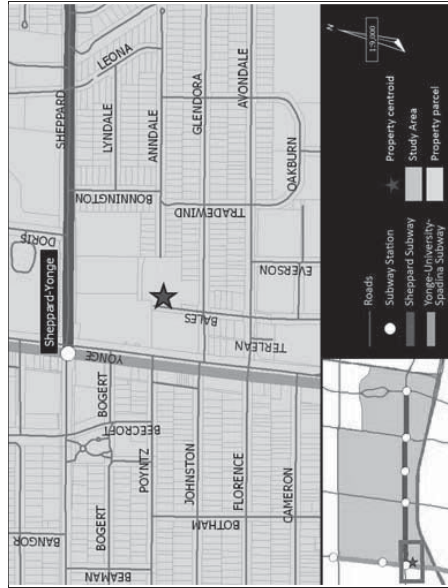 SHEPPARD
LEONA
LYNDALE
ANNDALE
GLENDORA
AVONDALE
BONNINGTON
TRADEWIND
OAKBURN
DORIS
Sheppard-Yonge
EVERSON
BALES
TERLEAN
YONGE
BOGERT
BEECROFT
POYNTZ
JOHNSTON
FLORENCE
CAMERON
BANGOR
BOGERT
BOTHAM
BEAMAN
N
1:9,000
Roads
Subway Station
Sheppard Subway
Yonge-University-
Spadina Subway
Property centroid
Study Area
Property parcel